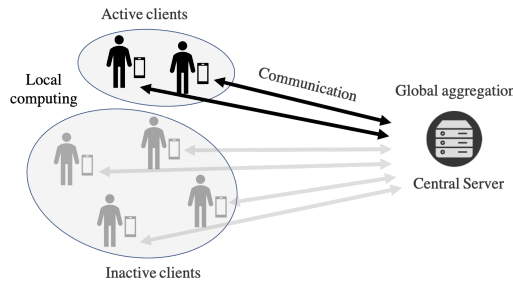 Active clients
Local
computing
Communication
Global aggregation
Central Server
Inactive clients